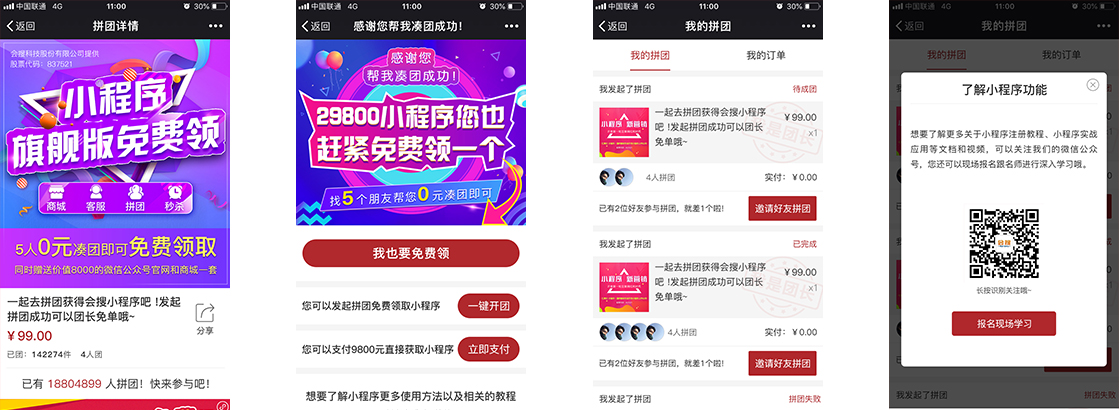 中国联通 4G 11:00 30%
返回 拼团详情
会搜科技股份有限公司提供
股票代码：837521
小程序
旗舰版免费领
商城 客服 拼团 秒杀
5人0元凑团即可免费领取
同时赠送价值8000的微信公众号官网和商城一套
一起去拼团获得会搜小程序吧 !发起
拼团成功可以团长免单哦~
分享
￥99.00
已团：142274件 4人团
已有 18804899 人拼团！快来参与吧！
中国联通 4G 11:00 30%
返回 感谢您帮我凑团成功！
感谢您
帮我凑团成功！
29800小程序您也
赶紧免费领一个
找5个朋友帮您0元凑团即可
我也要免费领
您可以发起拼团免费领取小程序 一键开团
您可以支付9800元直接获取小程序 立即支付
想要了解小程序更多使用方法以及相关的教程
中国联通 4G 11:00 30%
返回 我的拼团
我的拼团 我的订单
我发起了拼团 待成团
小程序 新营销
一起去拼团获得会搜小程序
吧 !发起拼团成功可以团长
免单哦~
￥99.00
x1
是团长
4人拼团 实付：￥0.00
已有2位好友参与拼团，就差1个啦！ 邀请好友拼团
我发起了拼团 已完成
小程序 新营销
一起去拼团获得会搜小程序
吧 !发起拼团成功可以团长
免单哦~
￥99.00
x1
是团长
4人拼团 实付：￥0.00
已有2位好友参与拼团，就差1个啦！ 邀请好友拼团
我发起了拼团 拼团失败
中国联通 4G 11:00 30%
返回 我的拼团
我的拼团 我的订单
了解小程序功能
想要了解更多关于小程序注册教程、小程序实战
应用等文档和视频，可以关注我们的微信公众
号，您还可以现场报名跟名师进行深入学习哦。
会搜
长按识别关注哦~
报名现场学习
我发起了拼团 拼团失败